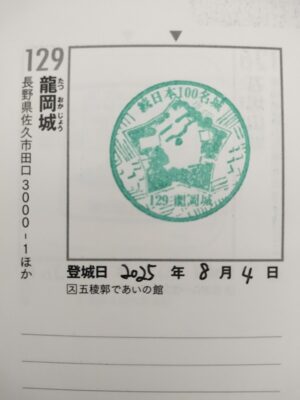 129
龍岡城
たつおかじょう
長野県佐久市田口3000-1ほか
続日本100名城
129 龍岡城
登城日 2025 年 8 月 4 日
ス五稜郭であいの館